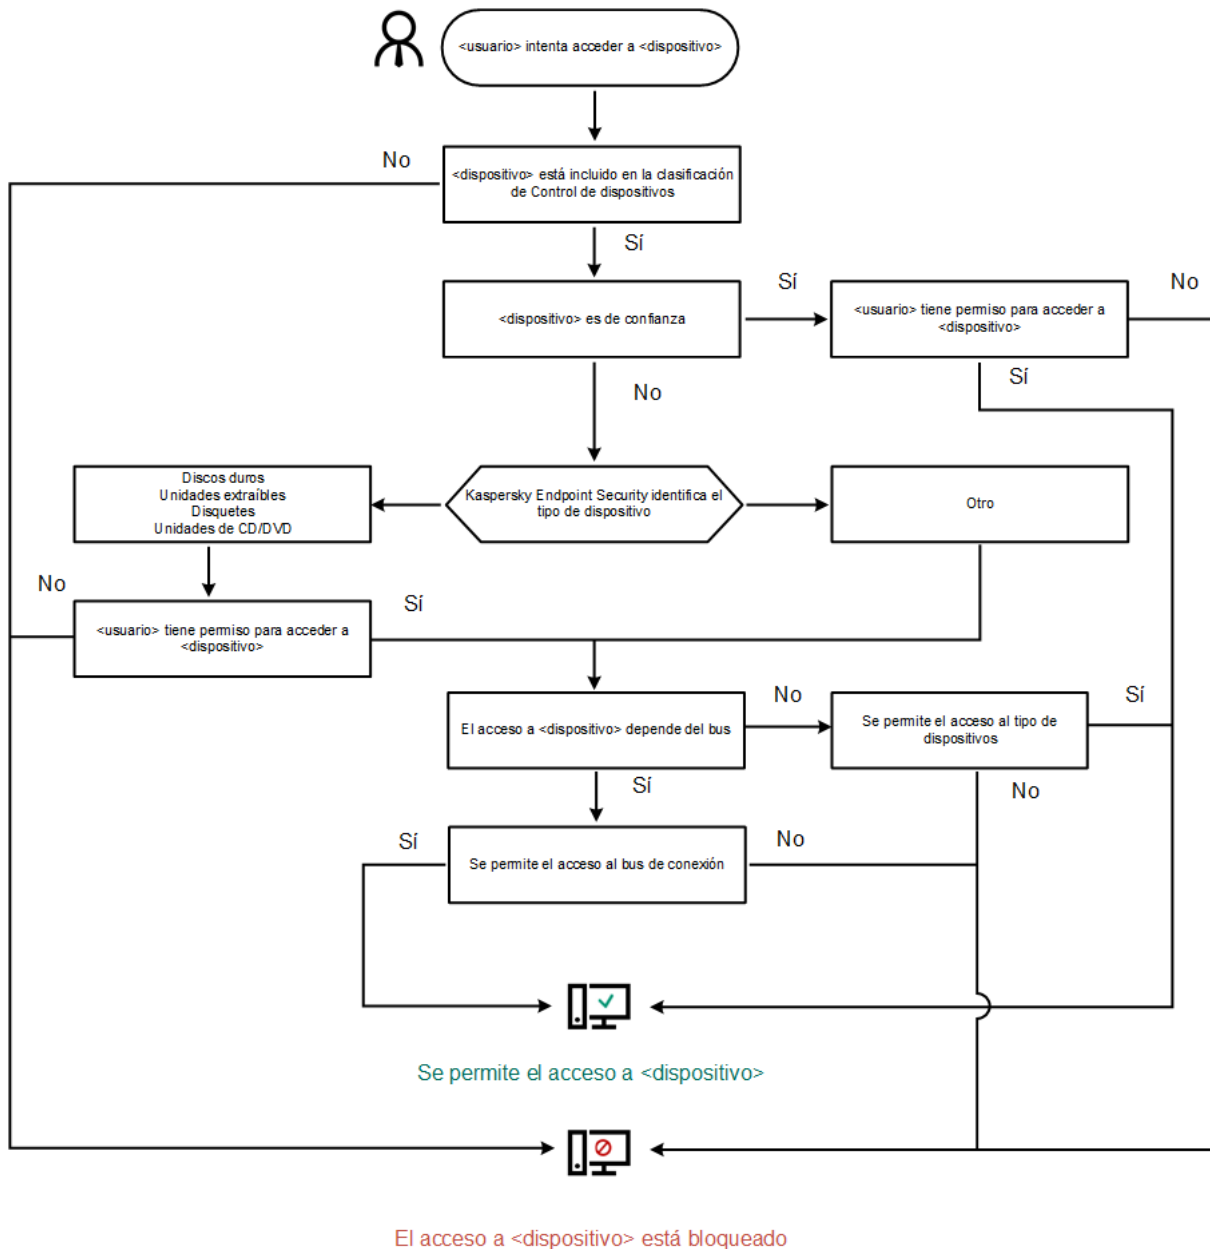 <usuario> intenta acceder a <dispositivo>
No
<dispositivo> está incluido en la clasificación
de Control de dispositivos
Sí
<dispositivo> es de confianza
Sí
<usuario> tiene permiso para acceder a
<dispositivo>
No
Sí
No
Discos duros
Unidades extraíbles
Disquetes
Unidades de CD/DVD
Kaspersky Endpoint Security identifica el
tipo de dispositivo
Otro
No
<usuario> tiene permiso para acceder a
<dispositivo>
Sí
El acceso a <dispositivo> depende del bus
No
Se permite el acceso al tipo de
dispositivos
Sí
Sí
No
Sí
Se permite el acceso al bus de conexión
No
Se permite el acceso a <dispositivo>
El acceso a <dispositivo> está bloqueado